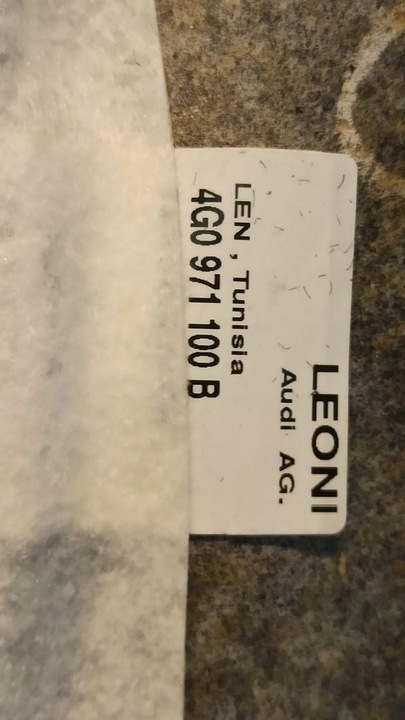 LEONI
Audi AG.
LEN , Tunisia
4G0 971 100 B